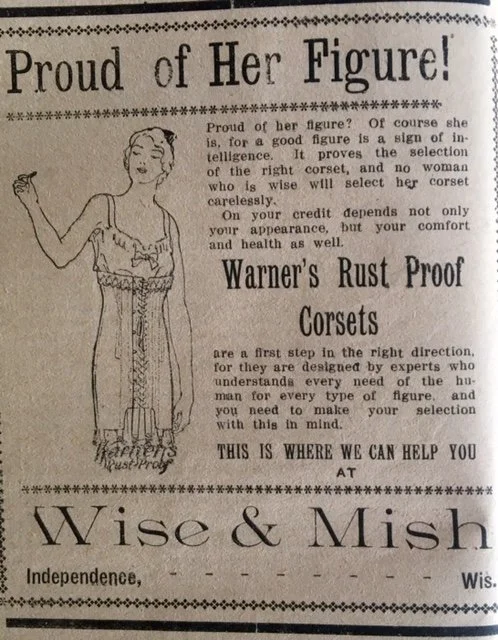 Proud of Her Figure!
Proud of her figure? Of course she
is, for a good figure is a sign of in-
telligence. It proves the selection
of the right corset, and no woman
who is wise will select her corset
carelessly.
On your credit depends not only
your appearance, but your comfort
and health as well.
Warner's Rust Proof
Corsets
are a first step in the right direction,
for they are designed by experts who
understands every need of the hu-
man for every type of figure, and
you need to make your selection
with this in mind.
Warner's
Rust-Proof
THIS IS WHERE WE CAN HELP YOU
AT
Wise & Mish
Independence, - - - - - - - - Wis.